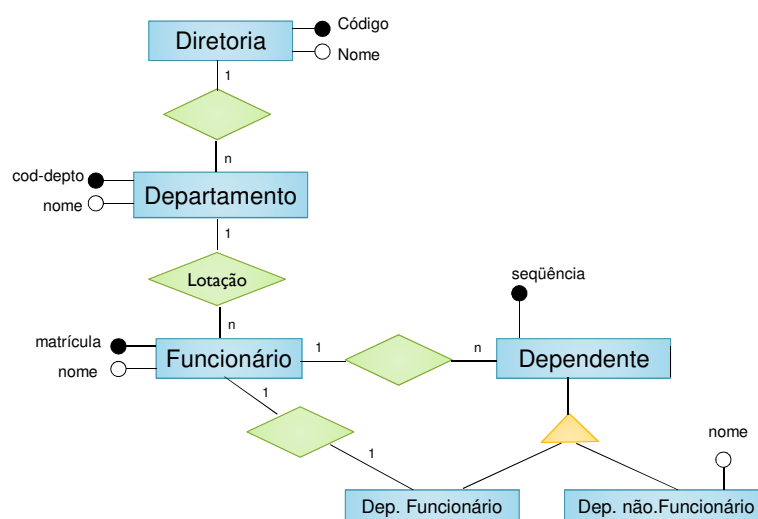 Código
Diretoria
Nome
1
n
cod-depto
Departamento
nome
1
Lotação
seqüência
n
matrícula
Funcionário
1
n
Dependente
nome
1
nome
1
Dep. Funcionário
Dep. não.Funcionário